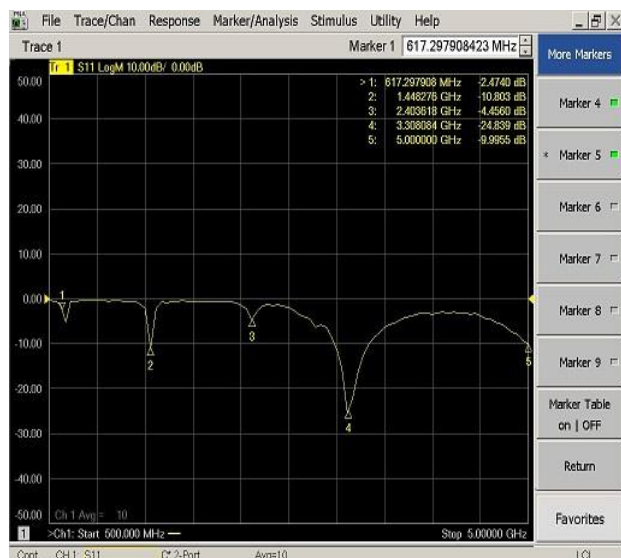 File Trace/Chan Response Marker/Analysis Stimulus Utility Help
Trace 1 Marker 1 617.297908423 MHz
More Markers
Tr 1 S11 LogM 10.00dB/ 0.00dB
> 1: 617.297908 MHz -2.4740 dB
2: 1.448276 GHz -10.803 dB
3: 2.403618 GHz -4.4560 dB
4: 3.308084 GHz -24.839 dB
5: 5.000000 GHz -9.9955 dB
50.00
40.00
30.00
20.00
10.00
0.00
-10.00
-20.00
-30.00
-40.00
-50.00
1
2
3
4
5
Ch 1 Avg = 10
1 >Ch1: Start 500.000 MHz — Stop 5.00000 GHz
Marker 4
* Marker 5
Marker 6
Marker 7
Marker 8
Marker 9
Marker Table
on | OFF
Return
Favorites
Cont. CH 1: S11 C* 2-Port Avg=10 LCL